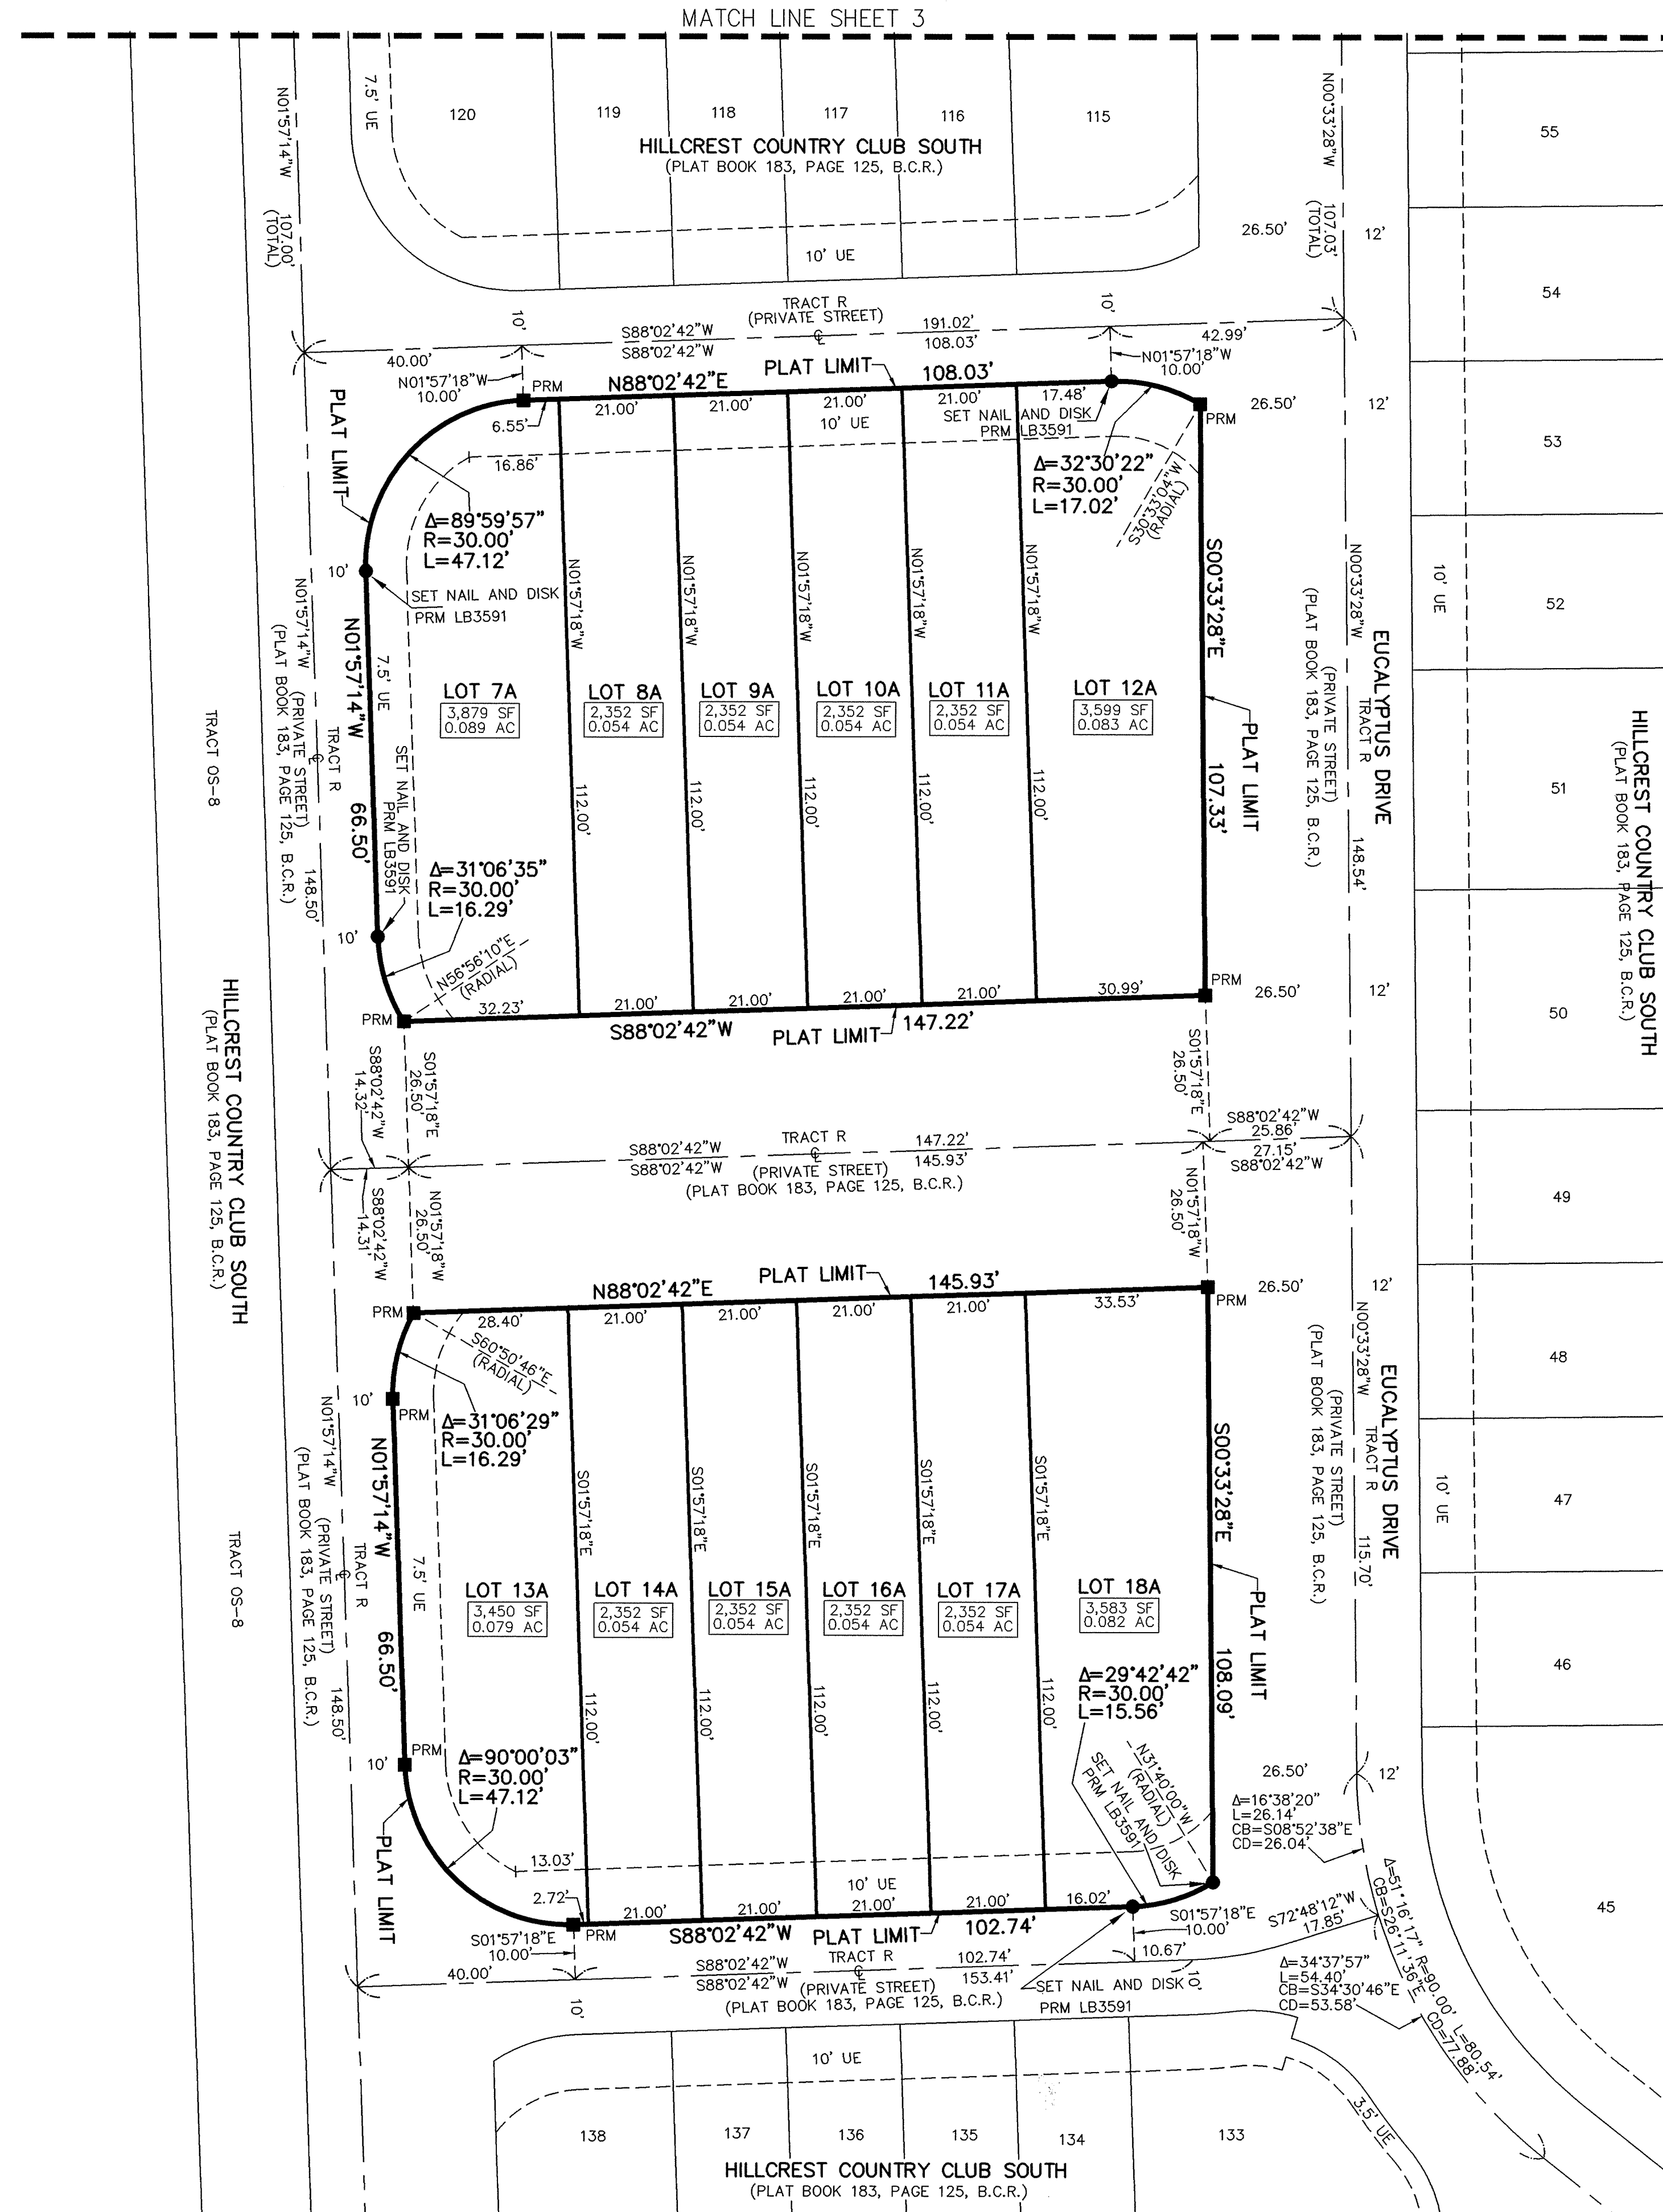 MATCH LINE SHEET 3
N01°57'14"W 107.00'
(TOTAL)
7.5' UE
120
119
118
117
116
115
HILLCREST COUNTRY CLUB SOUTH
(PLAT BOOK 183, PAGE 125, B.C.R.)
10' UE
N00°33'28"W 107.03'
(TOTAL)
26.50'
12'
55
54
53
52
51
50
49
48
47
46
45
TRACT R
(PRIVATE STREET)
℄
10'
10'
S88°02'42"W 191.02'
S88°02'42"W 108.03'
40.00'
42.99'
N01°57'18"W
10.00'
N01°57'18"W
10.00'
PLAT LIMIT
PRM
N88°02'42"E
PLAT LIMIT
108.03'
6.55'
21.00'
21.00'
21.00'
21.00'
17.48'
10' UE
SET NAIL AND DISK
PRM LB3591
PRM
26.50'
12'
16.86'
Δ=89°59'57"
R=30.00'
L=47.12'
Δ=32°30'22"
R=30.00'
L=17.02'
S30°33'04"W
(RADIAL)
10'
SET NAIL AND DISK
PRM LB3591
N01°57'14"W 66.50'
7.5' UE
N01°57'18"W
N01°57'18"W
N01°57'18"W
N01°57'18"W
N01°57'18"W
S00°33'28"E 107.33'
PLAT LIMIT
LOT 7A
3,879 SF
0.089 AC
LOT 8A
2,352 SF
0.054 AC
LOT 9A
2,352 SF
0.054 AC
LOT 10A
2,352 SF
0.054 AC
LOT 11A
2,352 SF
0.054 AC
LOT 12A
3,599 SF
0.083 AC
112.00'
112.00'
112.00'
112.00'
112.00'
SET NAIL AND DISK
PRM LB3591
10'
Δ=31°06'35"
R=30.00'
L=16.29'
N56°56'10"E
(RADIAL)
PRM
32.23'
21.00'
21.00'
21.00'
21.00'
30.99'
S88°02'42"W
PLAT LIMIT
147.22'
PRM
26.50'
12'
TRACT OS-8
N01°57'14"W 148.50'
(PRIVATE STREET)
TRACT R
℄
(PLAT BOOK 183, PAGE 125, B.C.R.)
EUCALYPTUS DRIVE
TRACT R
N00°33'28"W 148.54'
(PRIVATE STREET)
(PLAT BOOK 183, PAGE 125, B.C.R.)
10' UE
HILLCREST COUNTRY CLUB SOUTH
(PLAT BOOK 183, PAGE 125, B.C.R.)
HILLCREST COUNTRY CLUB SOUTH
(PLAT BOOK 183, PAGE 125, B.C.R.)
S88°02'42"W
14.32'
S01°57'18"E
26.50'
S01°57'18"E
26.50'
S88°02'42"W
25.86'
27.15'
S88°02'42"W
TRACT R
S88°02'42"W 147.22'
℄
S88°02'42"W 145.93'
(PRIVATE STREET)
(PLAT BOOK 183, PAGE 125, B.C.R.)
S88°02'42"W
14.31'
N01°57'18"W
26.50'
N01°57'18"W
26.50'
PRM
N88°02'42"E
PLAT LIMIT
145.93'
28.40'
21.00'
21.00'
21.00'
21.00'
33.53'
PRM
26.50'
12'
S60°50'46"E
(RADIAL)
10'
PRM
Δ=31°06'29"
R=30.00'
L=16.29'
N01°57'14"W 66.50'
7.5' UE
S01°57'18"E
S01°57'18"E
S01°57'18"E
S01°57'18"E
S01°57'18"E
S00°33'28"E 108.09'
PLAT LIMIT
LOT 13A
3,450 SF
0.079 AC
LOT 14A
2,352 SF
0.054 AC
LOT 15A
2,352 SF
0.054 AC
LOT 16A
2,352 SF
0.054 AC
LOT 17A
2,352 SF
0.054 AC
LOT 18A
3,583 SF
0.082 AC
112.00'
112.00'
112.00'
112.00'
112.00'
TRACT OS-8
N01°57'14"W 148.50'
(PRIVATE STREET)
TRACT R
℄
(PLAT BOOK 183, PAGE 125, B.C.R.)
EUCALYPTUS DRIVE
TRACT R
N00°33'28"W 115.70'
(PRIVATE STREET)
(PLAT BOOK 183, PAGE 125, B.C.R.)
10' UE
Δ=29°42'42"
R=30.00'
L=15.56'
N31°40'00"W
(RADIAL)
SET NAIL AND DISK
PRM LB3591
10'
PRM
Δ=90°00'03"
R=30.00'
L=47.12'
PLAT LIMIT
13.03'
2.72'
10' UE
21.00'
21.00'
21.00'
21.00'
16.02'
PRM
S88°02'42"W
PLAT LIMIT
102.74'
26.50'
12'
Δ=16°38'20"
L=26.14'
CB=S08°52'38"E
CD=26.04'
Δ=51°16'17" R=90.00' L=80.54'
CB=S26°11'36"E CD=77.88'
S72°48'12"W
17.85'
S01°57'18"E
10.00'
S01°57'18"E
10.00'
10.67'
40.00'
TRACT R
S88°02'42"W 102.74'
℄
S88°02'42"W 153.41'
(PRIVATE STREET)
(PLAT BOOK 183, PAGE 125, B.C.R.)
SET NAIL AND DISK
PRM LB3591
10'
10'
Δ=34°37'57"
L=54.40'
CB=S34°30'46"E
CD=53.58'
10' UE
3.5' UE
138
137
136
135
134
133
HILLCREST COUNTRY CLUB SOUTH
(PLAT BOOK 183, PAGE 125, B.C.R.)